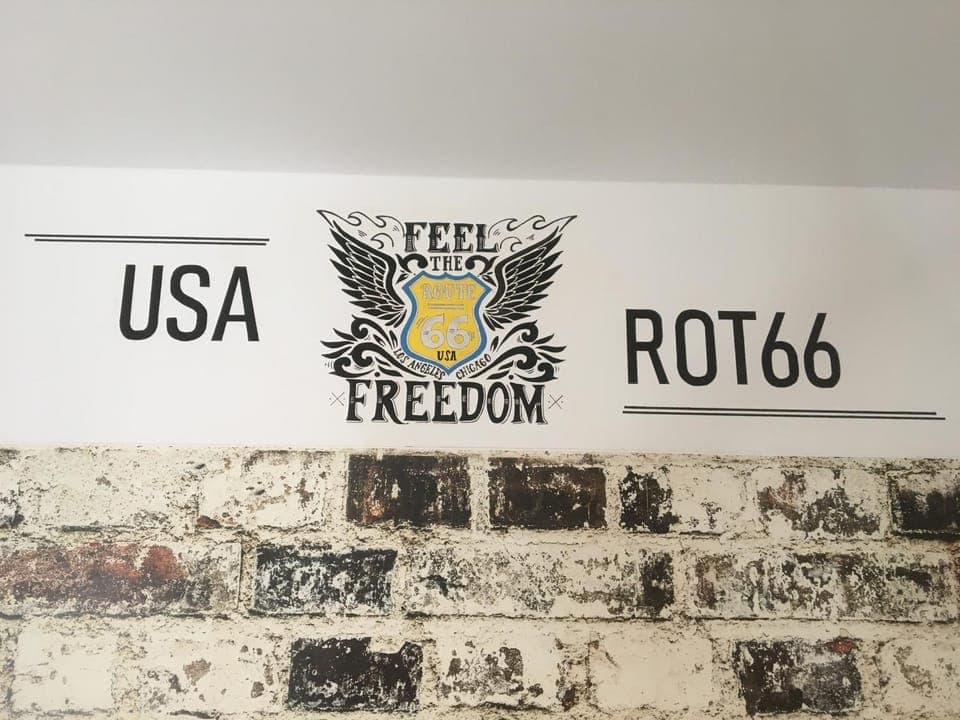 USA
FEEL
THE
ROUTE
66
USA
LOS ANGELES CHICAGO
FREEDOM
ROT66